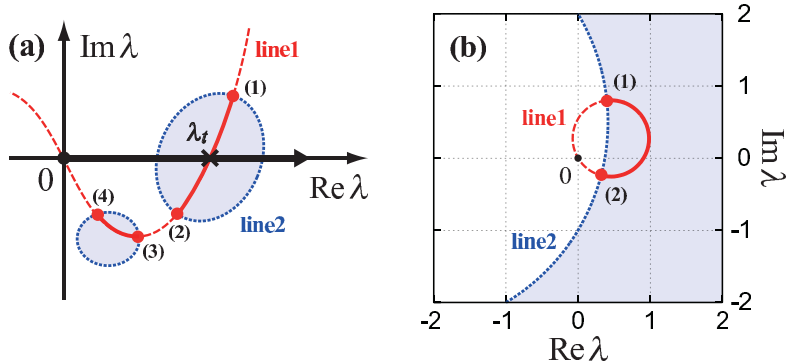 (a)
Im λ
line1
(1)
λt
0
Re λ
(4)
(2)
line2
(3)
(b)
2
(1)
1
line1
0
0
Im λ
(2)
line2
-1
-2
-2
-1
0
1
2
Re λ